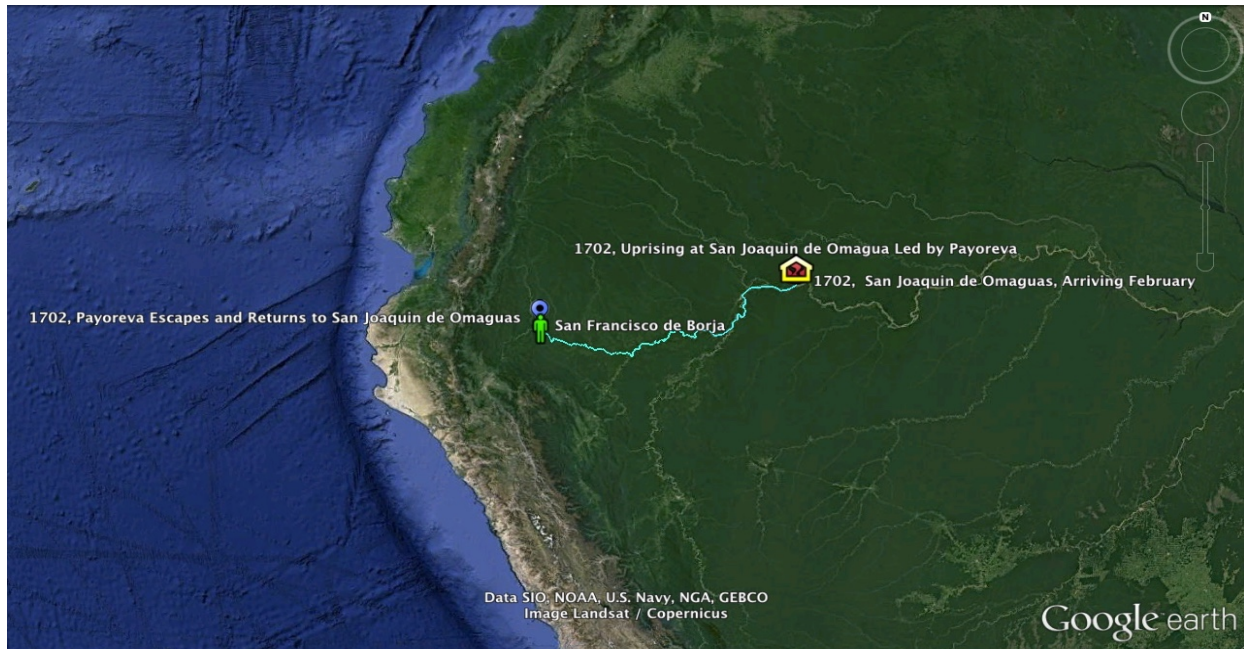 N
1702, Uprising at San Joaquin de Omagua Led by Payoreva
1702,  San Joaquin de Omaguas, Arriving February
1702, Payoreva Escapes and Returns to San Joaquin de Omaguas
San Francisco de Borja
Data SIO, NOAA, U.S. Navy, NGA, GEBCO
Image Landsat / Copernicus
Google earth